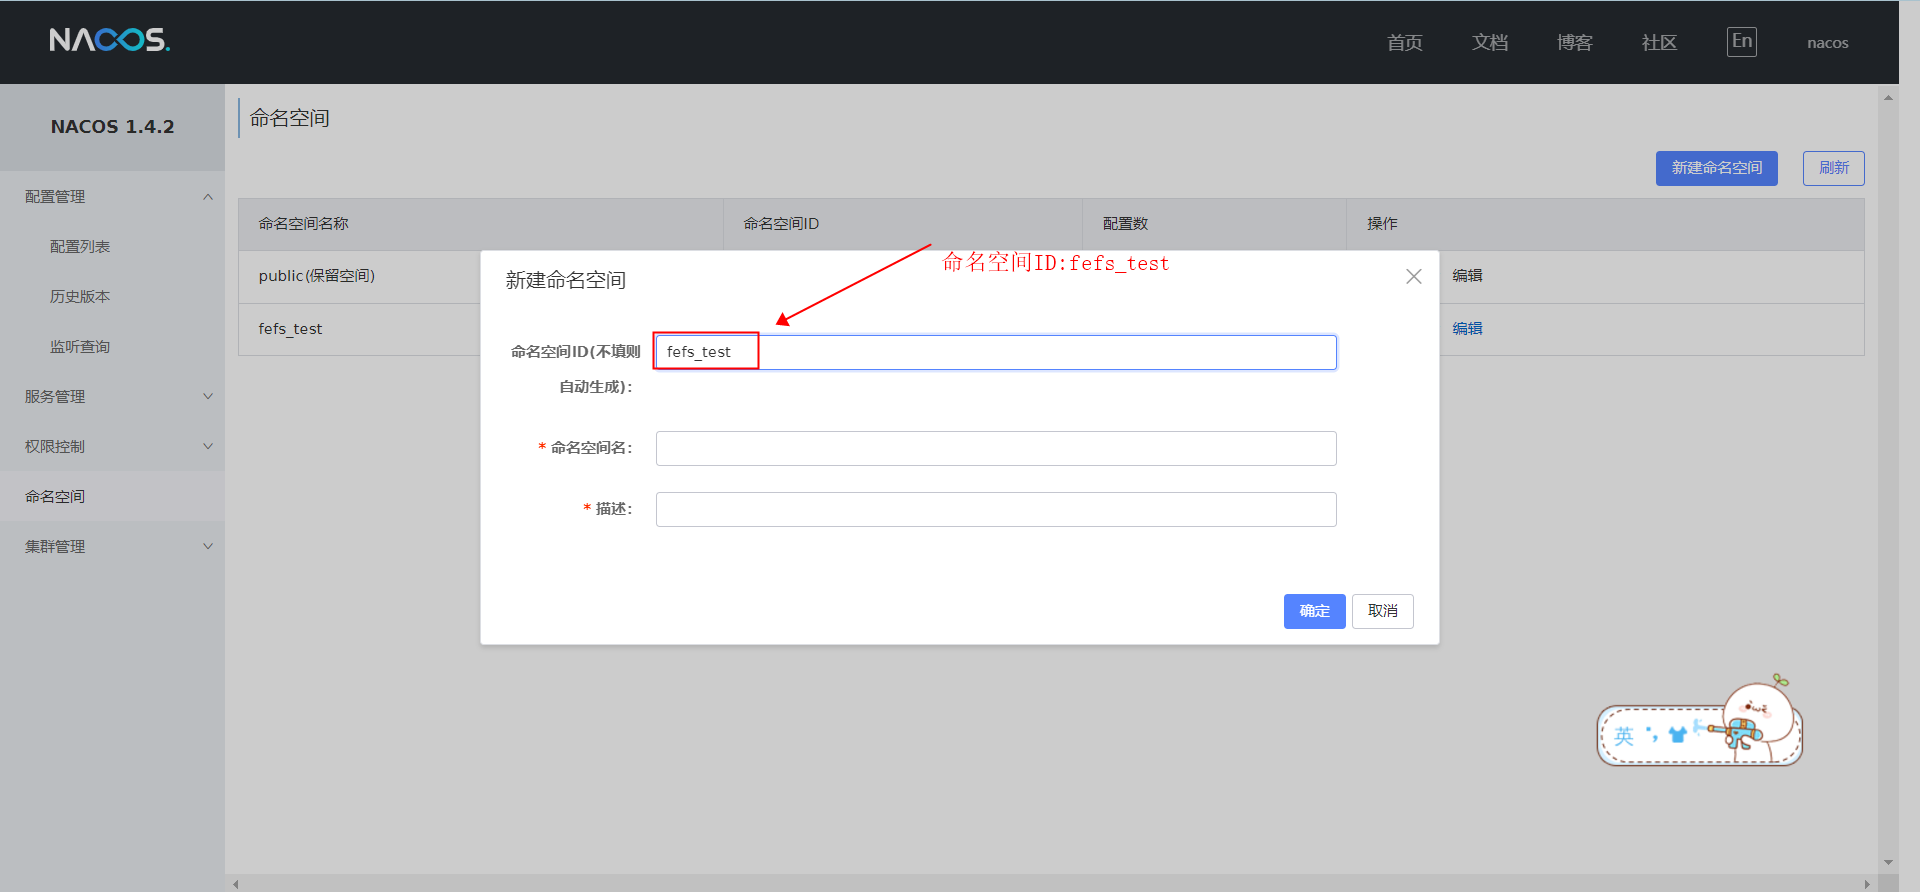 NACOS.
首页 文档 博客 社区 En nacos
NACOS 1.4.2
配置管理
配置列表
历史版本
监听查询
服务管理
权限控制
命名空间
集群管理
命名空间
新建命名空间 刷新
命名空间名称 命名空间ID 配置数 操作
public(保留空间) 编辑
fefs_test 编辑
新建命名空间
命名空间ID:fefs_test
命名空间ID(不填则 fefs_test
自动生成):
* 命名空间名:
* 描述:
确定 取消
英